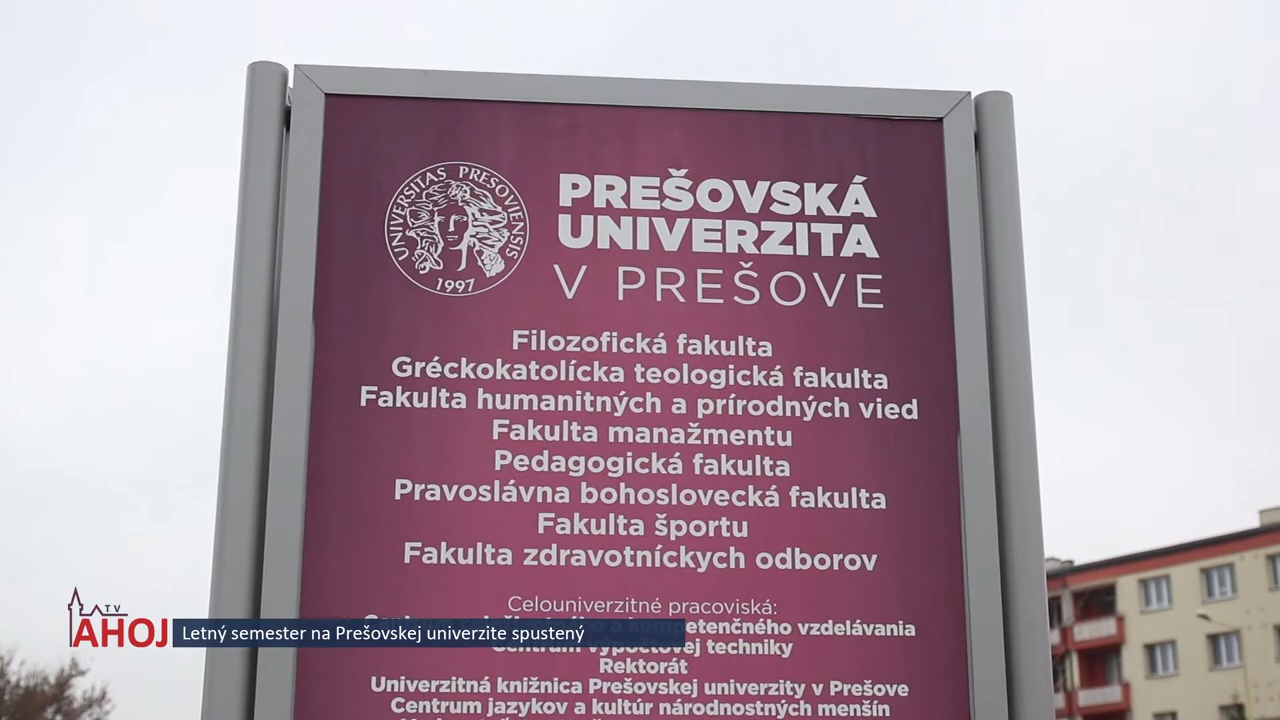 UNIVERSITAS PRESOVIENSIS
1997
PREŠOVSKÁ
UNIVERZITA
V PREŠOVE
Filozofická fakulta
Gréckokatolícka teologická fakulta
Fakulta humanitných a prírodných vied
Fakulta manažmentu
Pedagogická fakulta
Pravoslávna bohoslovecká fakulta
Fakulta športu
Fakulta zdravotníckych odborov
Celouniverzitné pracoviská:
a kompetenčného vzdelávania
Centrum výpočtovej techniky
Rektorát
Univerzitná knižnica Prešovskej univerzity v Prešove
Centrum jazykov a kultúr národnostných menšín
TV
AHOJ
Letný semester na Prešovskej univerzite spustený